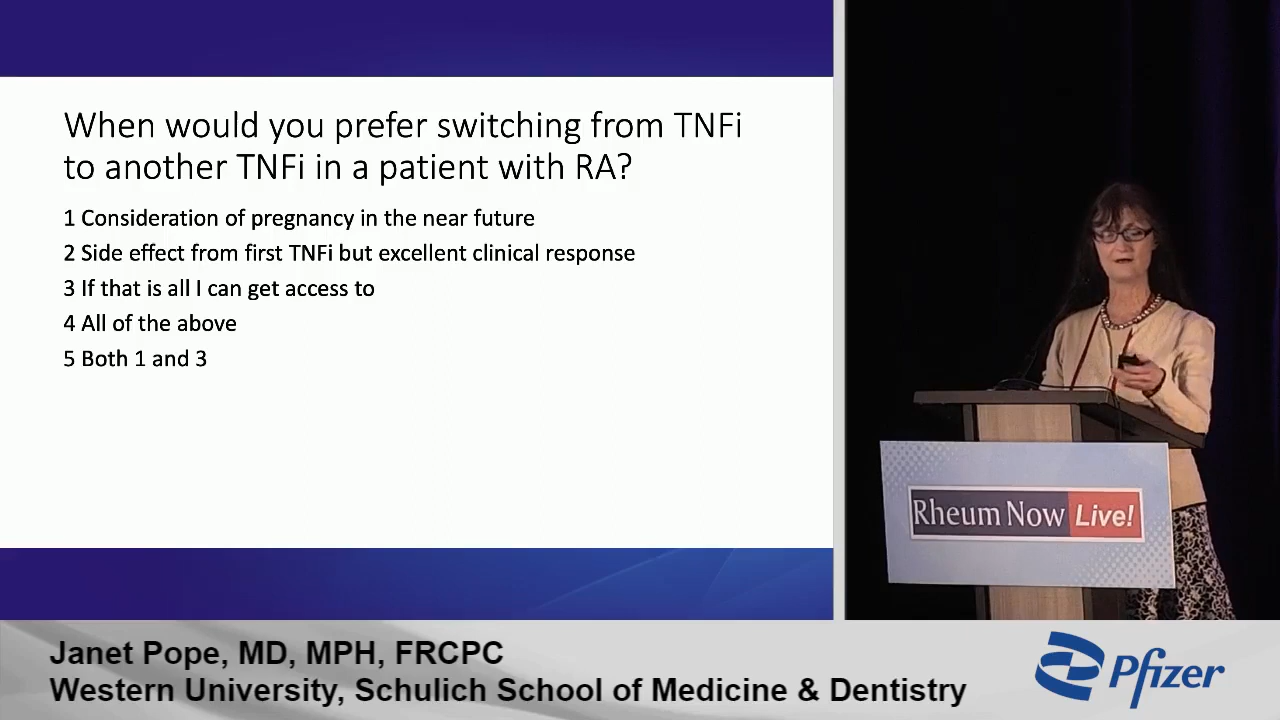 When would you prefer switching from TNFi
to another TNFi in a patient with RA?
1 Consideration of pregnancy in the near future
2 Side effect from first TNFi but excellent clinical response
3 If that is all I can get access to
4 All of the above
5 Both 1 and 3
Rheum Now Live!
Janet Pope, MD, MPH, FRCPC
Western University, Schulich School of Medicine & Dentistry
Pfizer